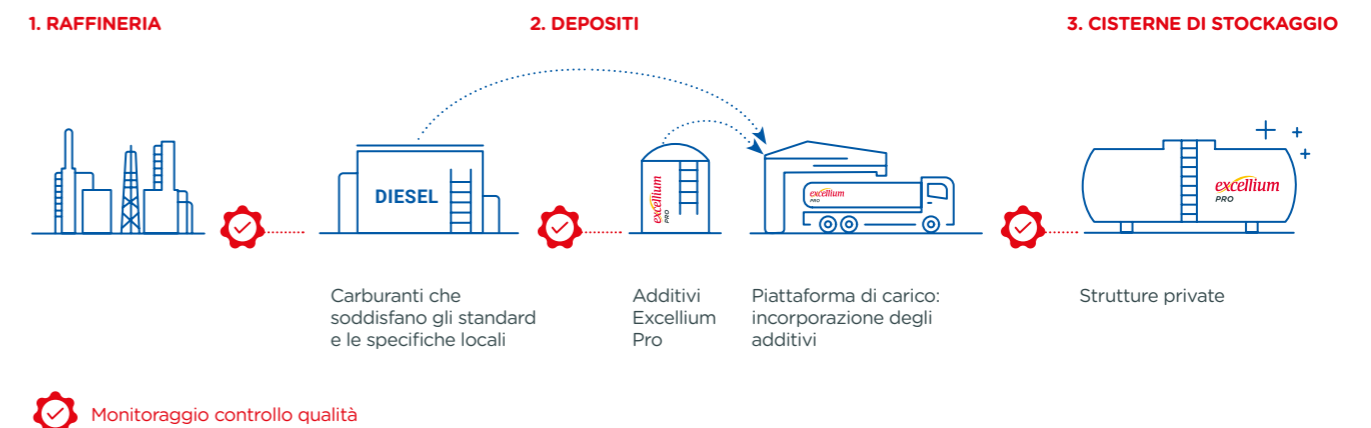 1. RAFFINERIA
2. DEPOSITI
3. CISTERNE DI STOCKAGGIO
DIESEL
excellium
PRO
excellium
PRO
excellium
PRO
Carburanti che
soddisfano gli standard
e le specifiche locali
Additivi
Excellium
Pro
Piattaforma di carico:
incorporazione degli
additivi
Strutture private
Monitoraggio controllo qualità